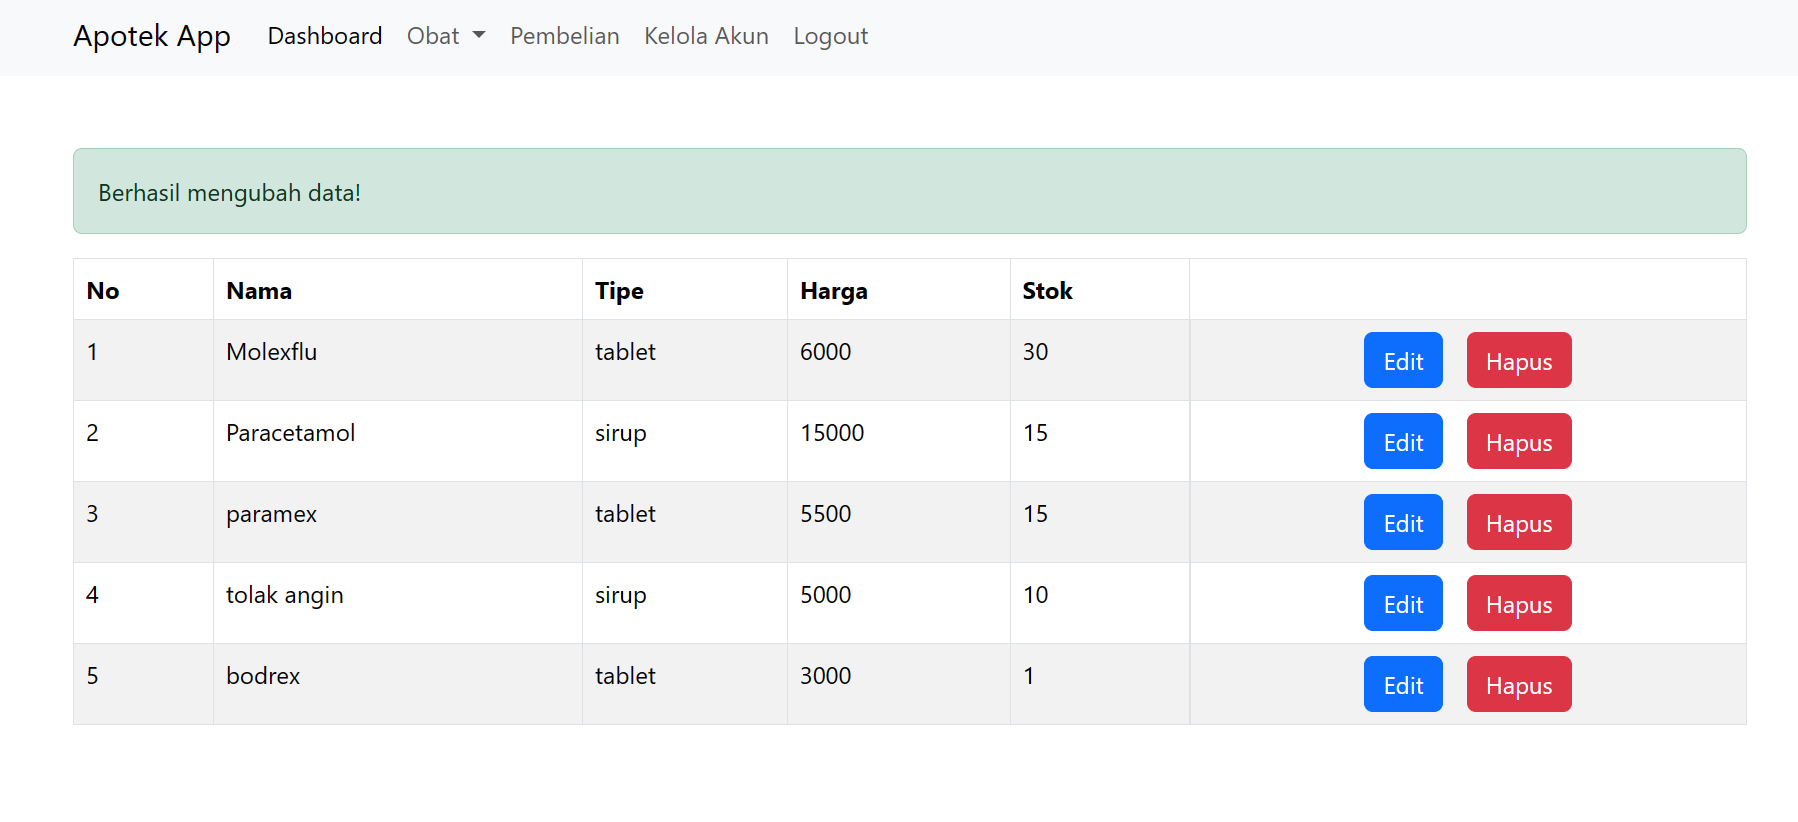 Apotek App Dashboard Obat Pembelian Kelola Akun Logout
Berhasil mengubah data!
No Nama Tipe Harga Stok
1 Molexflu tablet 6000 30 Edit Hapus
2 Paracetamol sirup 15000 15 Edit Hapus
3 paramex tablet 5500 15 Edit Hapus
4 tolak angin sirup 5000 10 Edit Hapus
5 bodrex tablet 3000 1 Edit Hapus